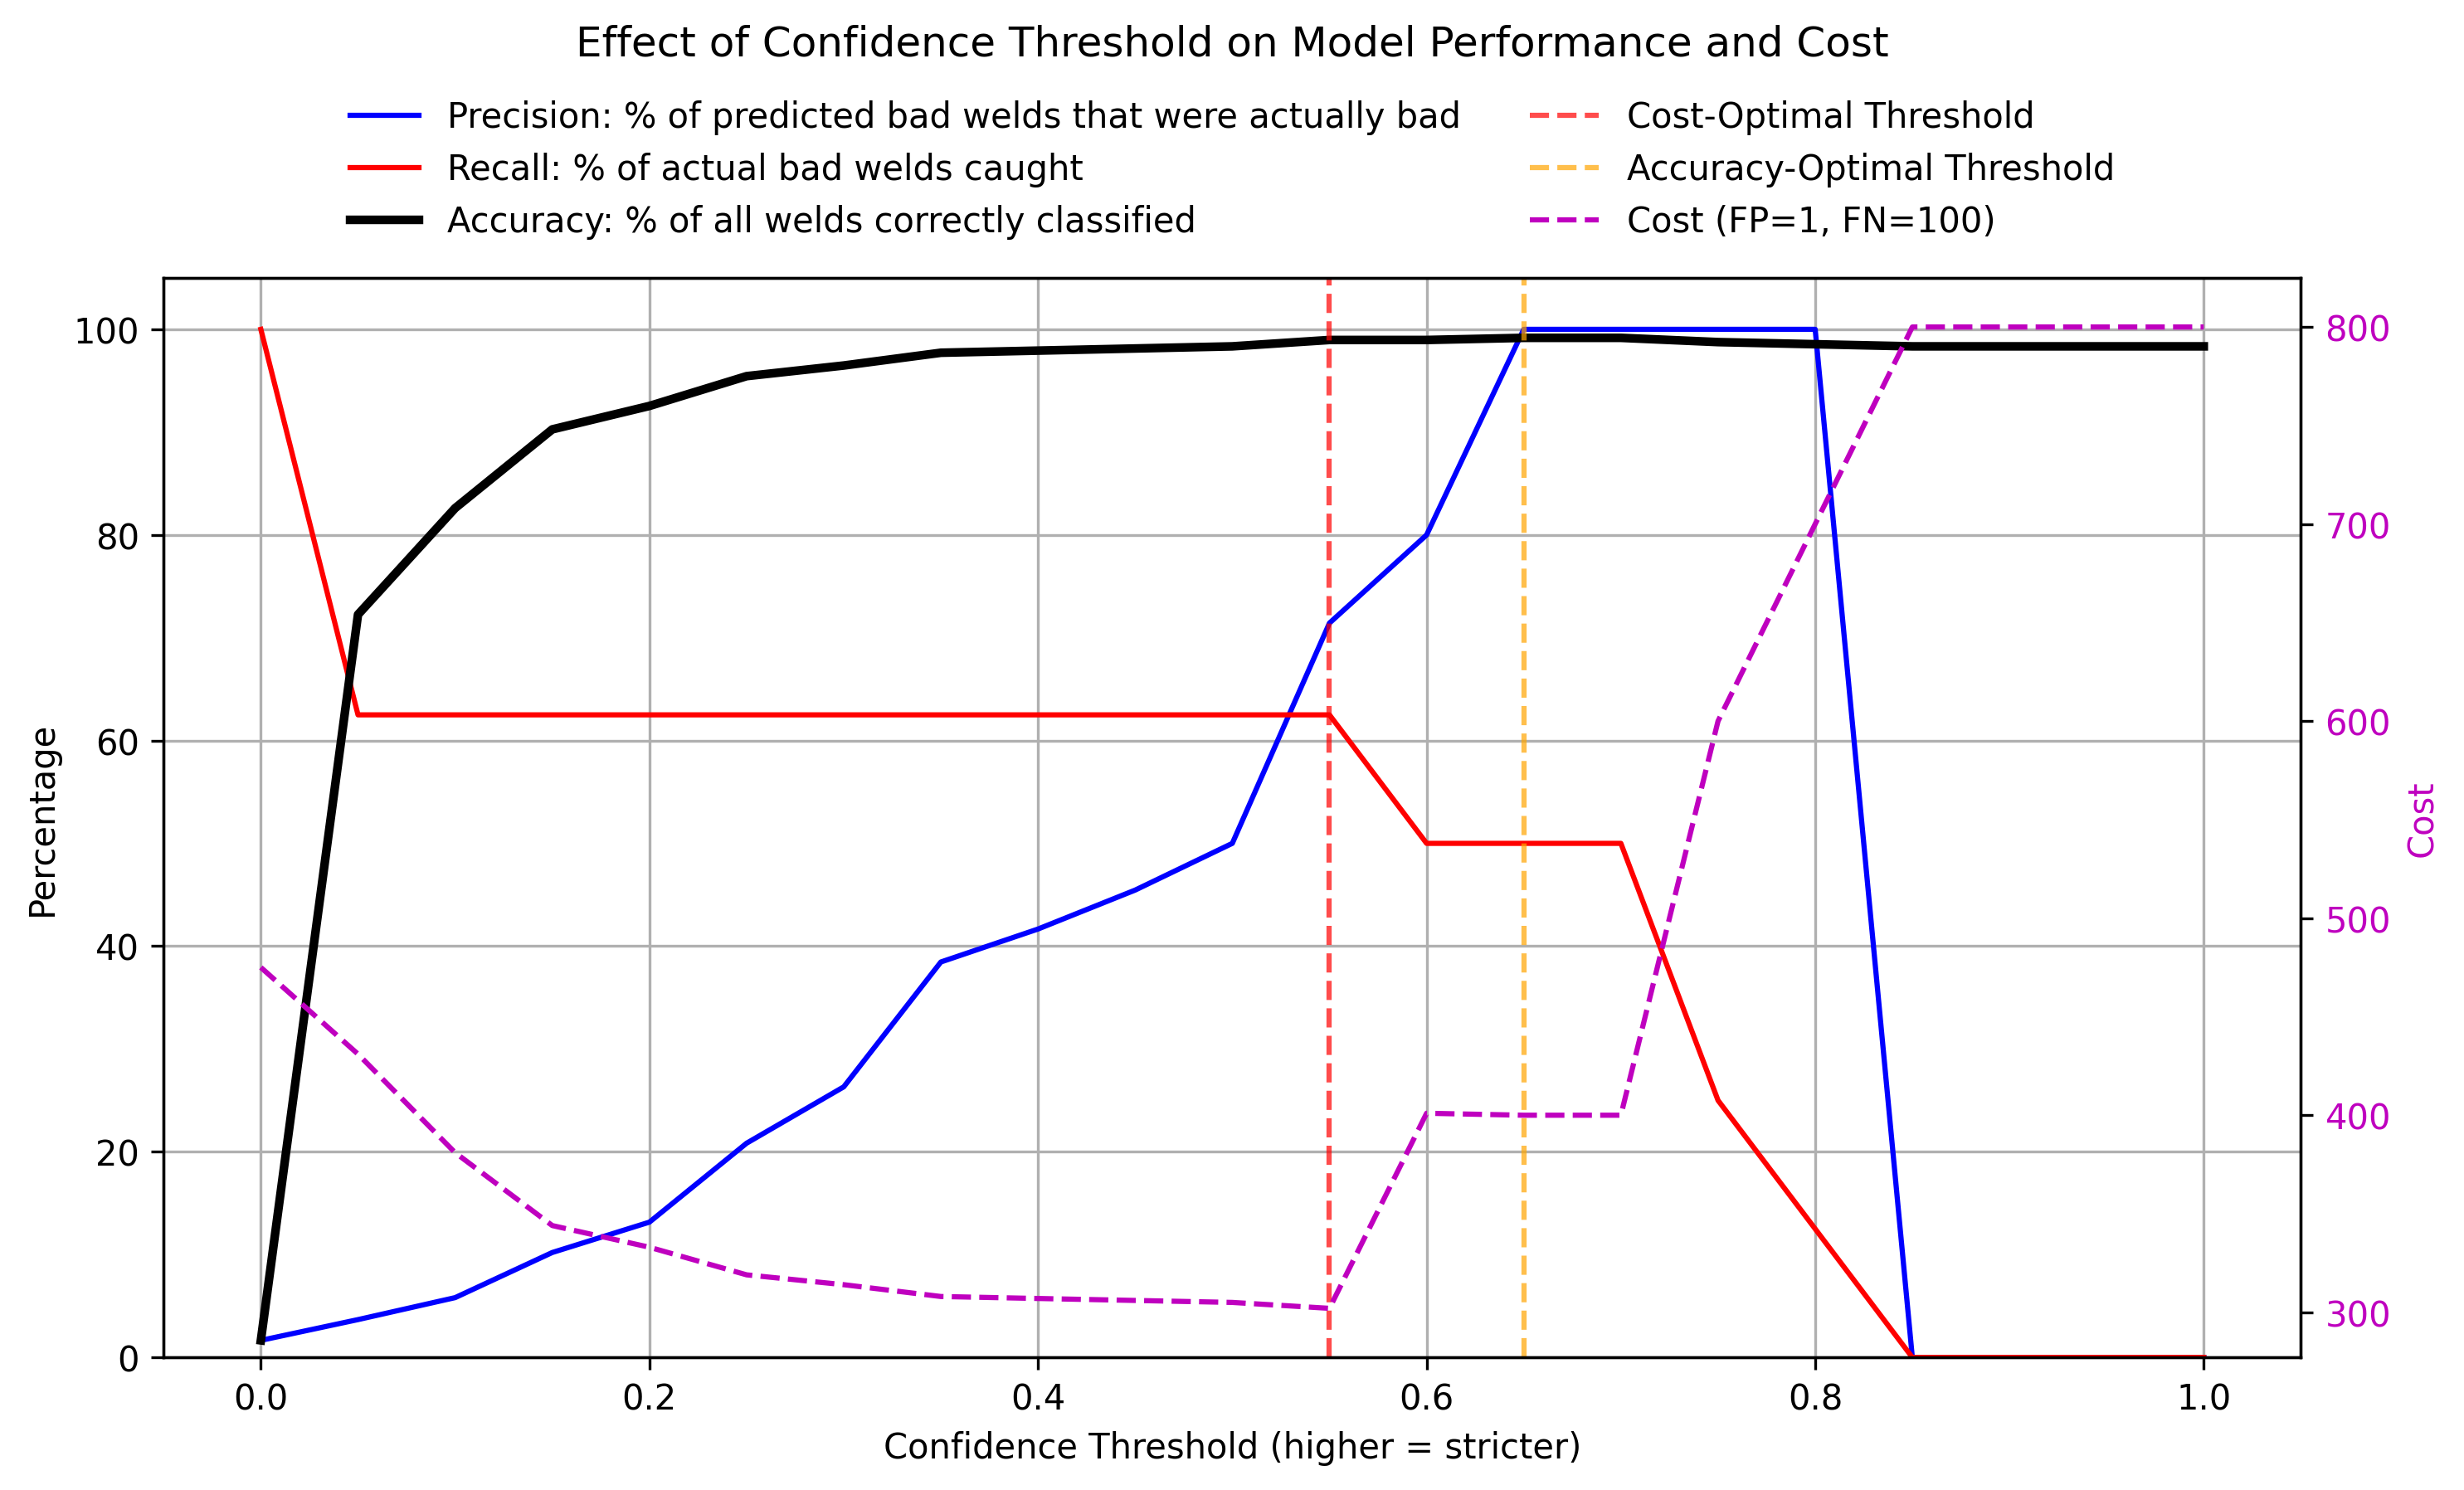 Effect of Confidence Threshold on Model Performance and Cost
Precision: % of predicted bad welds that were actually bad
Recall: % of actual bad welds caught
Accuracy: % of all welds correctly classified
Cost-Optimal Threshold
Accuracy-Optimal Threshold
Cost (FP=1, FN=100)
Percentage
100
80
60
40
20
0
800
700
600
500
400
300
Cost
0.0 0.2 0.4 0.6 0.8 1.0
Confidence Threshold (higher = stricter)